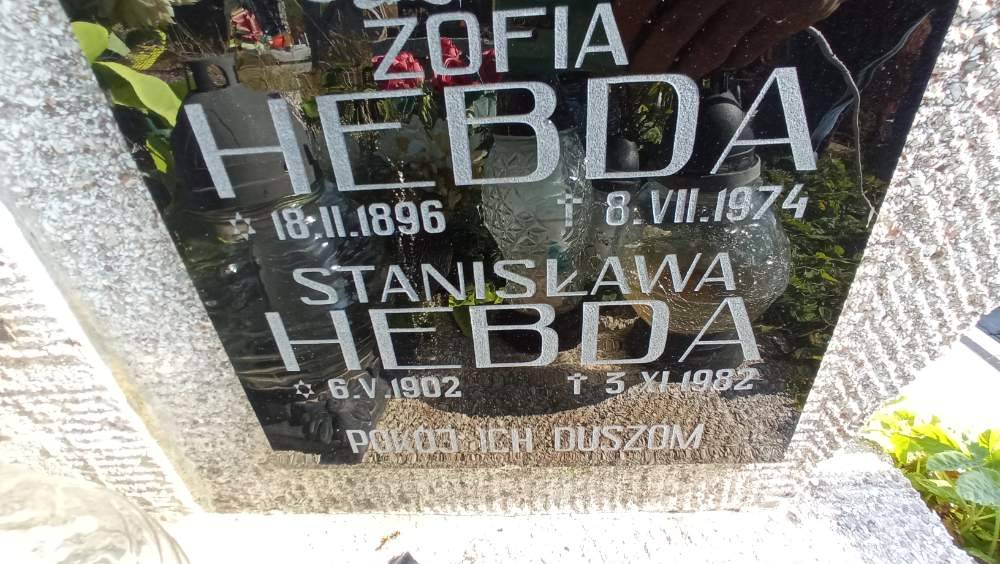 ZOFIA
HEBDA
✡ 18.II.1896 † 8.VII.1974
STANISŁAWA
HEBDA
✡ 6.V.1902 † 3 XI.1982
POKÓJ ICH DUSZOM